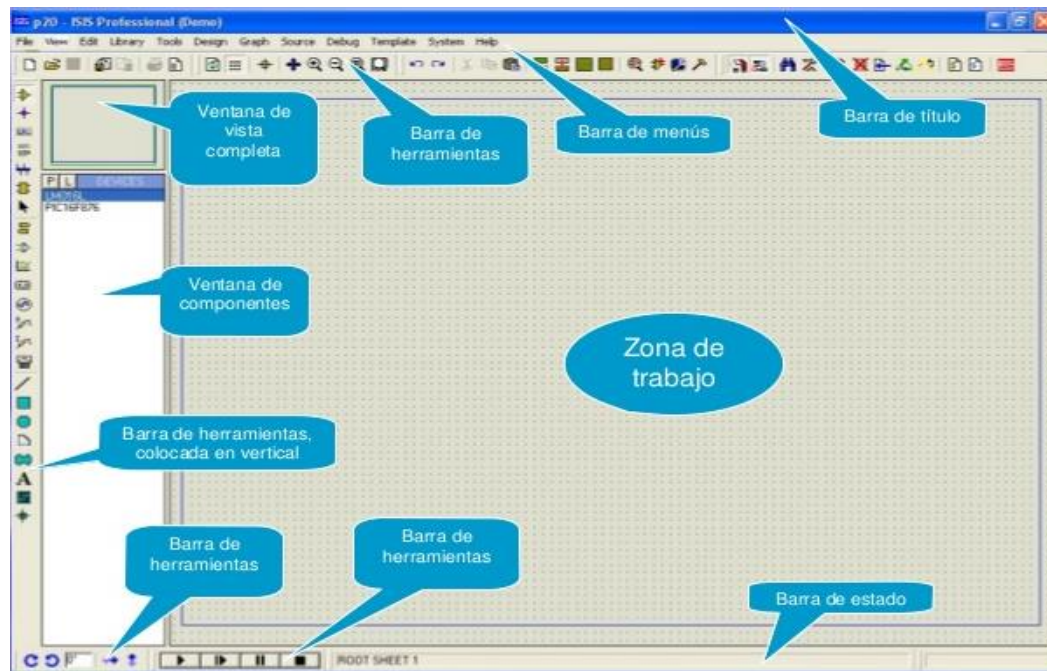 p20 - ISIS Professional (Demo)
File View Edit Library Tools Design Graph Source Debug Template System Help
Ventana de
vista
completa
Barra de
herramientas
Barra de menús
Barra de título
P L DEVICES
LM016L
PIC16F876
Ventana de
componentes
Zona de
trabajo
Barra de herramientas,
colocada en vertical
Barra de
herramientas
Barra de
herramientas
Barra de estado
ROOT SHEET 1